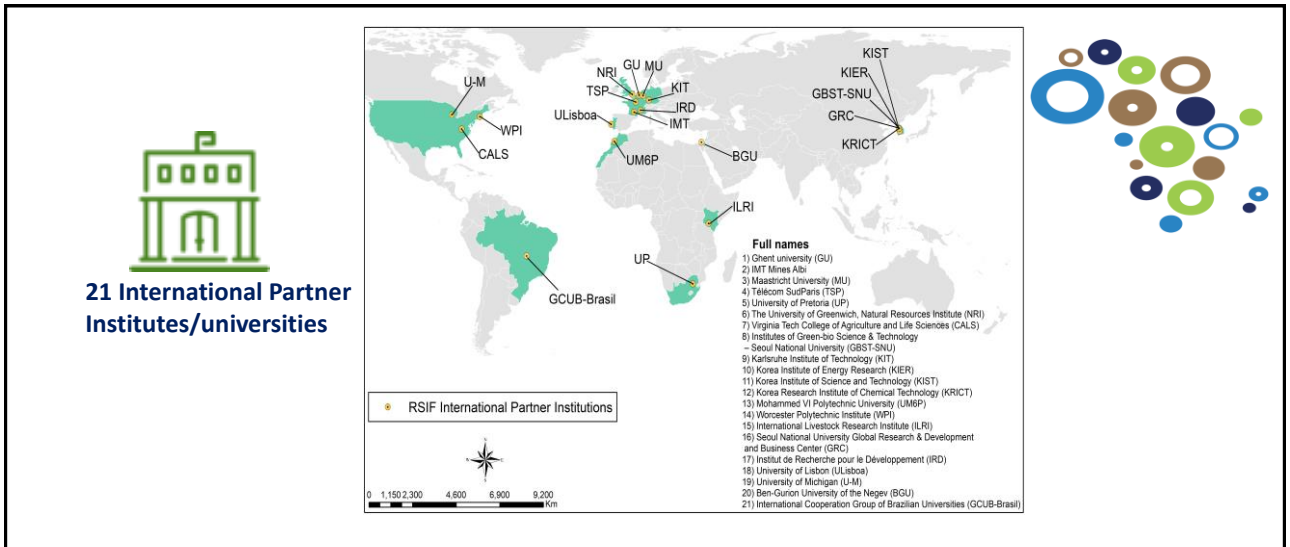 21 International Partner
Institutes/universities
U-M
WPI
CALS
GCUB-Brasil
NRI
GU
MU
TSP
KIT
IRD
IMT
ULisboa
UM6P
BGU
ILRI
UP
KIST
KIER
GBST-SNU
GRC
KRICT
Full names
1) Ghent university (GU)
2) IMT Mines Albi
3) Maastricht University (MU)
4) Télécom SudParis (TSP)
5) University of Pretoria (UP)
6) The University of Greenwich, Natural Resources Institute (NRI)
7) Virginia Tech College of Agriculture and Life Sciences (CALS)
8) Institutes of Green-bio Science & Technology
– Seoul National University (GBST-SNU)
9) Karlsruhe Institute of Technology (KIT)
10) Korea Institute of Energy Research (KIER)
11) Korea Institute of Science and Technology (KIST)
12) Korea Research Institute of Chemical Technology (KRICT)
13) Mohammed VI Polytechnic University (UM6P)
14) Worcester Polytechnic Institute (WPI)
15) International Livestock Research Institute (ILRI)
16) Seoul National University Global Research & Development
and Business Center (GRC)
17) Institut de Recherche pour le Développement (IRD)
18) University of Lisbon (ULisboa)
19) University of Michigan (U-M)
20) Ben-Gurion University of the Negev (BGU)
21) International Cooperation Group of Brazilian Universities (GCUB-Brasil)
RSIF International Partner Institutions
N
W E
S
0 1,150 2,300 4,600 6,900 9,200
Km